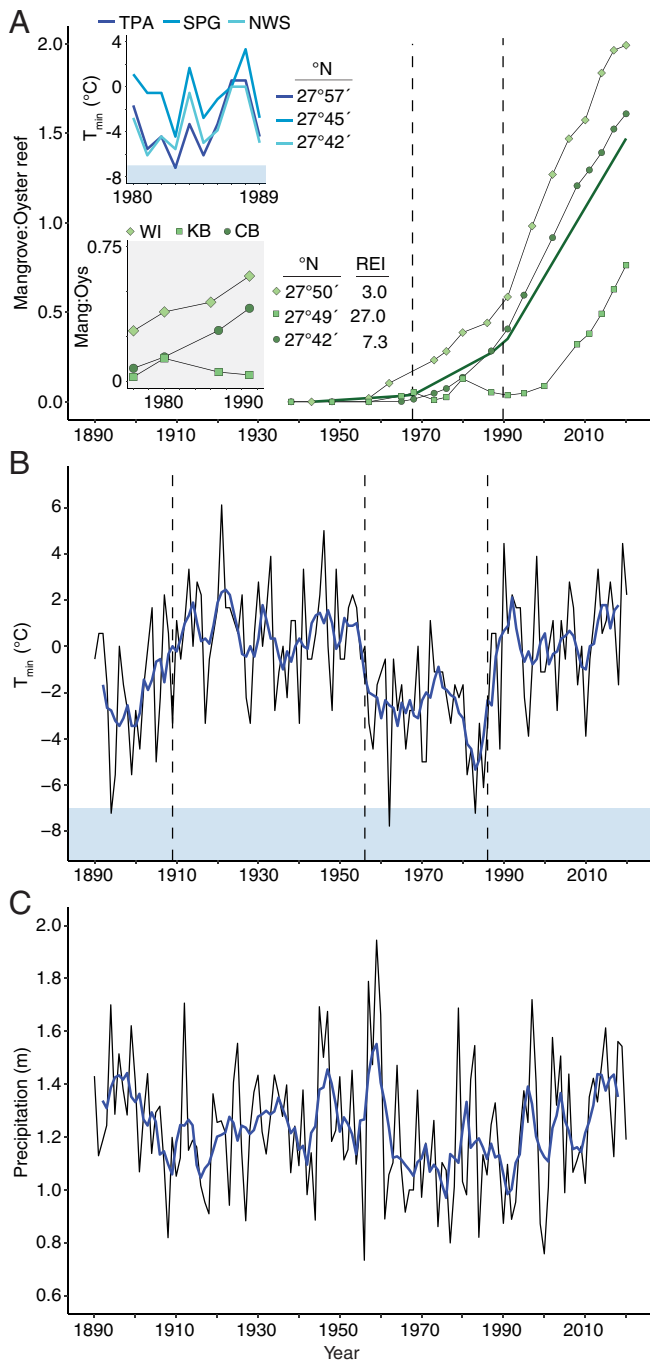 A
TPA SPG NWS
4
0
-4
-8
Tmin (°C)
1980 1989
°N
27°57´
27°45´
27°42´
2.0
1.5
1.0
0.5
0.0
Mangrove:Oyster reef
WI KB CB
0.75
0
Mang:Oys
1980 1990
°N REI
27°50´ 3.0
27°49´ 27.0
27°42´ 7.3
1890 1910 1930 1950 1970 1990 2010
B
6
4
2
0
−2
−4
−6
−8
Tmin (°C)
1890 1910 1930 1950 1970 1990 2010
C
2.0
1.8
1.6
1.4
1.2
1.0
0.8
0.6
Precipitation (m)
1890 1910 1930 1950 1970 1990 2010
Year